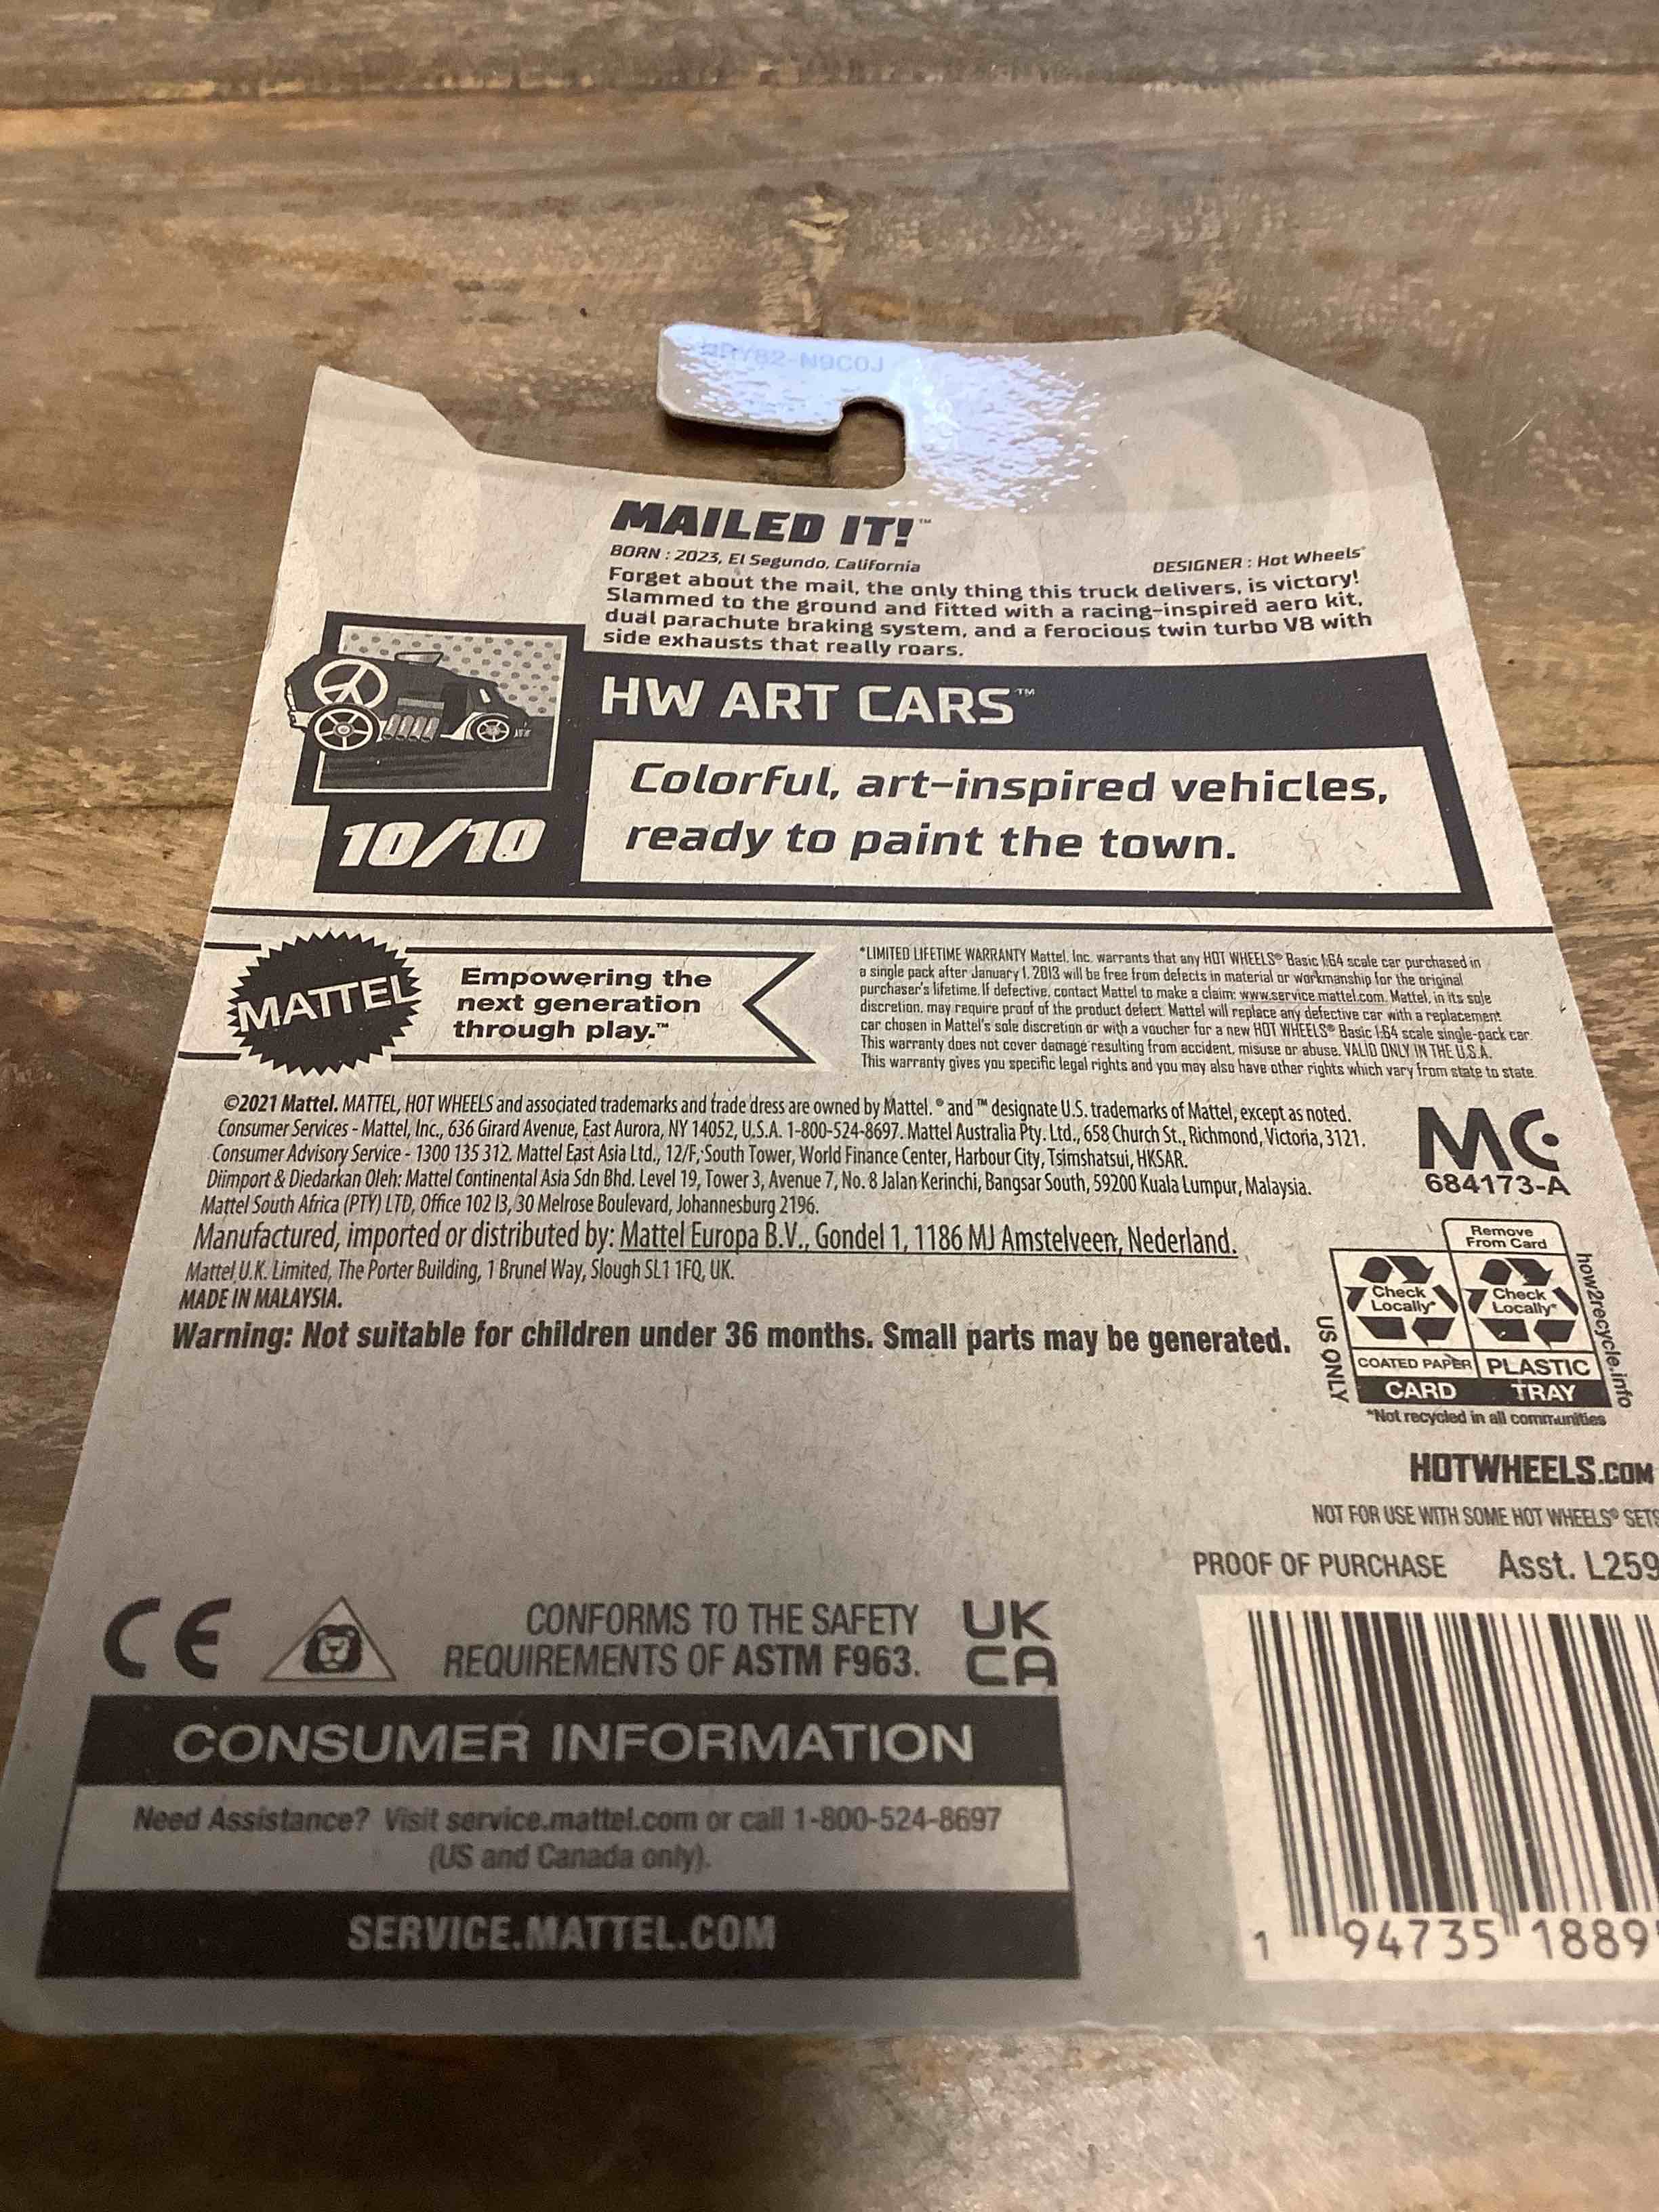 82-N9C0J
MAILED IT!™
BORN : 2023, El Segundo, California
DESIGNER : Hot Wheels®
Forget about the mail, the only thing this truck delivers, is victory!
Slammed to the ground and fitted with a racing-inspired aero kit,
dual parachute braking system, and a ferocious twin turbo V8 with
side exhausts that really roars.
HW ART CARS™
Colorful, art-inspired vehicles,
ready to paint the town.
10/10
MATTEL
Empowering the
next generation
through play.™
*LIMITED LIFETIME WARRANTY Mattel, Inc. warrants that any HOT WHEELS® Basic 1:64 scale car purchased in
a single pack after January 1, 2013 will be free from defects in material or workmanship for the original
purchaser's lifetime. If defective, contact Mattel to make a claim: www.service.mattel.com. Mattel, in its sole
discretion, may require proof of the product defect. Mattel will replace any defective car with a replacement
car chosen in Mattel's sole discretion or with a voucher for a new HOT WHEELS® Basic 1:64 scale single-pack car.
This warranty does not cover damage resulting from accident, misuse or abuse. VALID ONLY IN THE U.S.A.
This warranty gives you specific legal rights and you may also have other rights which vary from state to state.
©2021 Mattel. MATTEL, HOT WHEELS and associated trademarks and trade dress are owned by Mattel. ® and ™ designate U.S. trademarks of Mattel, except as noted.
Consumer Services - Mattel, Inc., 636 Girard Avenue, East Aurora, NY 14052, U.S.A. 1-800-524-8697. Mattel Australia Pty. Ltd., 658 Church St., Richmond, Victoria, 3121.
Consumer Advisory Service - 1300 135 312. Mattel East Asia Ltd., 12/F, South Tower, World Finance Center, Harbour City, Tsimshatsui, HKSAR.
Diimport & Diedarkan Oleh: Mattel Continental Asia Sdn Bhd. Level 19, Tower 3, Avenue 7, No. 8 Jalan Kerinchi, Bangsar South, 59200 Kuala Lumpur, Malaysia.
Mattel South Africa (PTY) LTD, Office 102 I3, 30 Melrose Boulevard, Johannesburg 2196.
Manufactured, imported or distributed by: Mattel Europa B.V., Gondel 1, 1186 MJ Amstelveen, Nederland.
Mattel U.K. Limited, The Porter Building, 1 Brunel Way, Slough SL1 1FQ, UK.
MADE IN MALAYSIA.
Warning: Not suitable for children under 36 months. Small parts may be generated.
MC
684173-A
Remove
From Card
Check
Locally*
Check
Locally*
COATED PAPER
PLASTIC
CARD
TRAY
US ONLY
how2recycle.info
*Not recycled in all communities
HOTWHEELS.COM
NOT FOR USE WITH SOME HOT WHEELS® SETS
PROOF OF PURCHASE Asst. L259
CE
CONFORMS TO THE SAFETY
REQUIREMENTS OF ASTM F963.
UK
CA
CONSUMER INFORMATION
Need Assistance? Visit service.mattel.com or call 1-800-524-8697
(US and Canada only).
SERVICE.MATTEL.COM
1 94735 1889